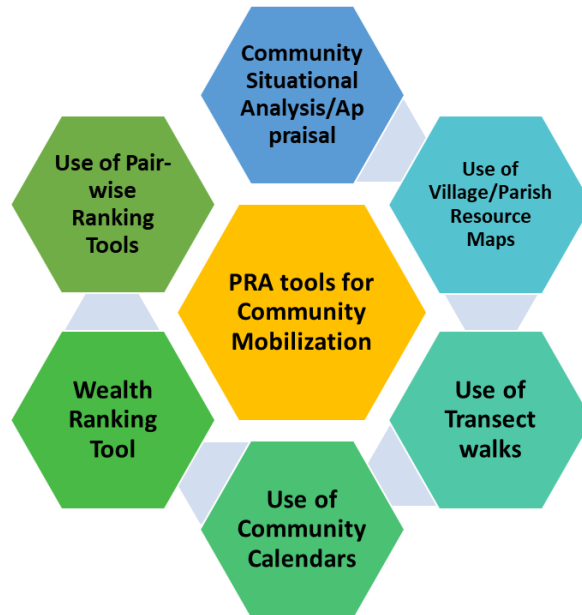 Community
Situational
Analysis/Ap
praisal
Use of
Village/Parish
Resource
Maps
Use of
Transect
walks
Use of
Community
Calendars
Wealth
Ranking
Tool
Use of Pair-
wise
Ranking
Tools
PRA tools for
Community
Mobilization